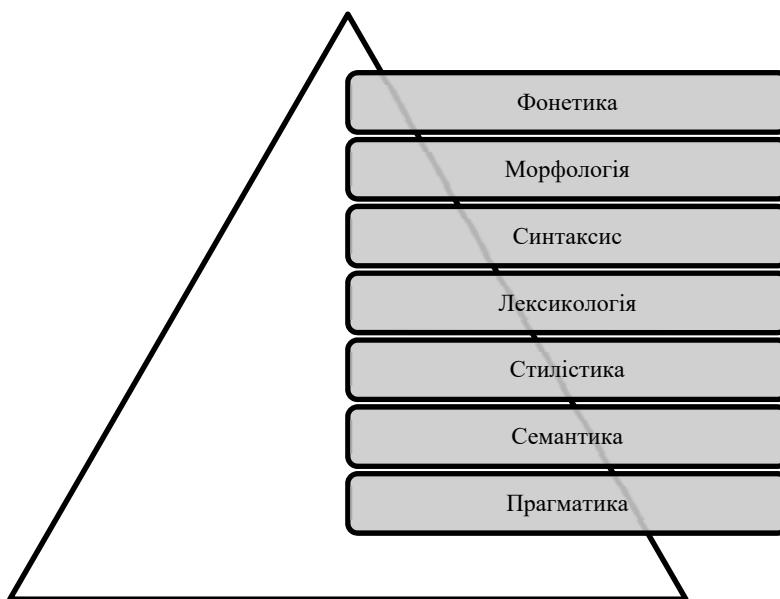 Фонетика
Морфологія
Синтаксис
Лексикологія
Стилістика
Семантика
Прагматика